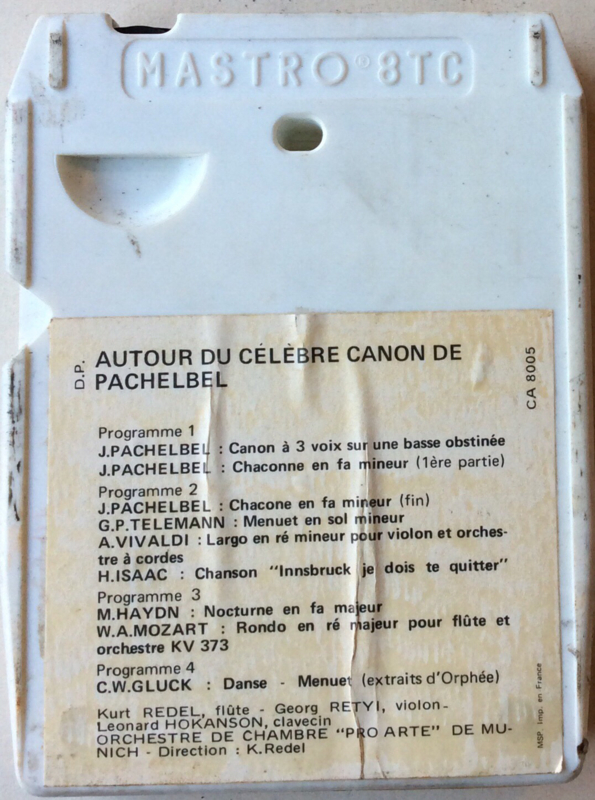 MASTRO® 8TC
D.P.
AUTOUR DU CÉLÈBRE CANON DE
PACHELBEL
CA 8005
Programme 1
J.PACHELBEL : Canon à 3 voix sur une basse obstinée
J.PACHELBEL : Chaconne en fa mineur (1ère partie)
Programme 2
J.PACHELBEL : Chacone en fa mineur (fin)
G.P.TELEMANN : Menuet en sol mineur
A.VIVALDI : Largo en ré mineur pour violon et orches-
tre à cordes
H.ISAAC : Chanson "Innsbruck je dois te quitter"
Programme 3
M.HAYDN : Nocturne en fa majeur
W.A.MOZART : Rondo en ré majeur pour flûte et
orchestre KV 373
Programme 4
C.W.GLUCK : Danse - Menuet (extraits d'Orphée)
Kurt REDEL, flûte - Georg RETYI, violon -
Leonard HOKANSON, clavecin
ORCHESTRE DE CHAMBRE "PRO ARTE" DE MU-
NICH - Direction : K.Redel
MSP Imp. en France